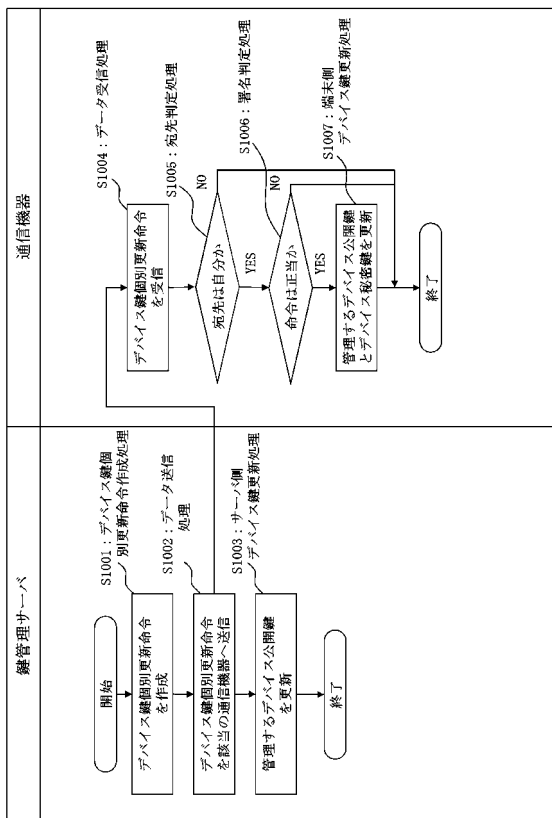 鍵管理サーバ
開始
S1001：デバイス鍵個
別更新命令作成処理
デバイス鍵個別更新命令
を作成
S1002：データ送信
処理
デバイス鍵個別更新命令
を該当の通信機器へ送信
S1003：サーバ側
デバイス鍵更新処理
管理するデバイス公開鍵
を更新
終了
通信機器
S1004：データ受信処理
デバイス鍵個別更新命令
を受信
S1005：宛先判定処理
宛先は自分か
NO
YES
S1006：署名判定処理
命令は正当か
NO
YES
S1007：端末側
デバイス鍵更新処理
管理するデバイス公開鍵
とデバイス秘密鍵を更新
終了